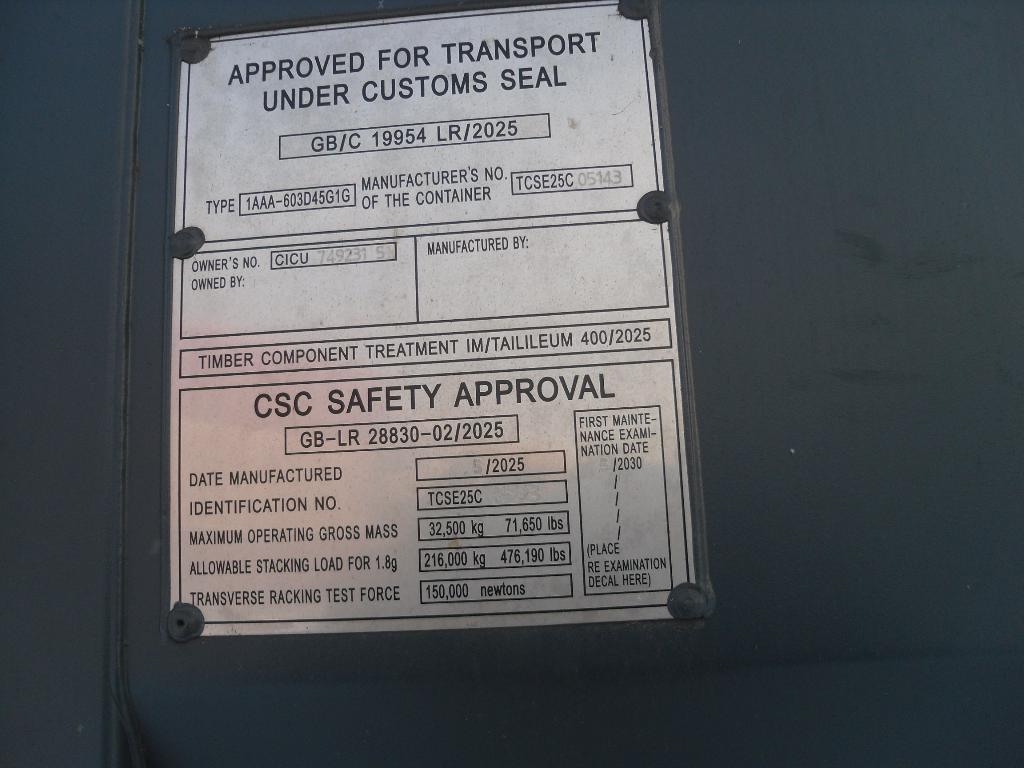 APPROVED FOR TRANSPORT
UNDER CUSTOMS SEAL
GB/C 19954 LR/2025
TYPE 1AAA-603D45G1G
MANUFACTURER'S NO.
OF THE CONTAINER
TCSE25C 05143
OWNER'S NO. CICU 749231 5
OWNED BY:
MANUFACTURED BY:
TIMBER COMPONENT TREATMENT IM/TAILILEUM 400/2025
CSC SAFETY APPROVAL
GB-LR 28830-02/2025
DATE MANUFACTURED 5/2025
IDENTIFICATION NO. TCSE25C
MAXIMUM OPERATING GROSS MASS 32,500 kg 71,650 lbs
ALLOWABLE STACKING LOAD FOR 1.8g 216,000 kg 476,190 lbs
TRANSVERSE RACKING TEST FORCE 150,000 newtons
FIRST MAINTE-
NANCE EXAMI-
NATION DATE
/2030
/
/
/
/
(PLACE
RE EXAMINATION
DECAL HERE)